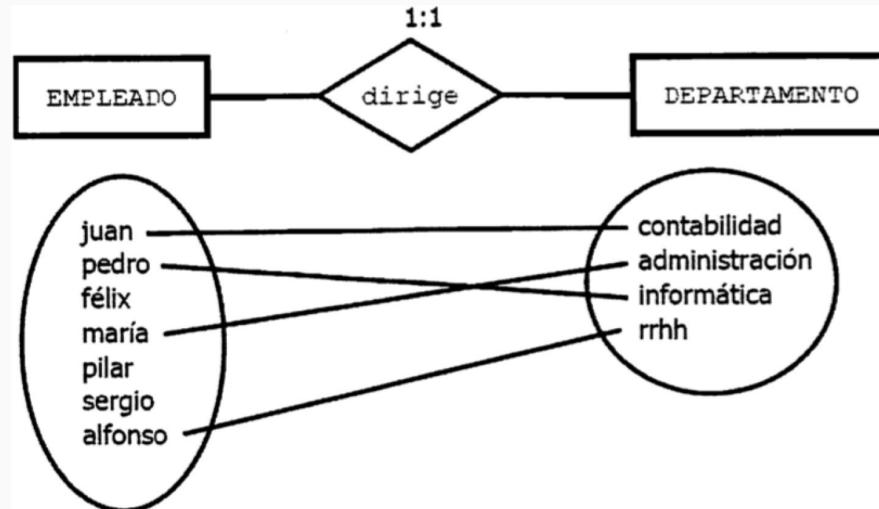 1:1
EMPLEADO
dirige
DEPARTAMENTO
juan
pedro
félix
maría
pilar
sergio
alfonso
contabilidad
administración
informática
rrhh